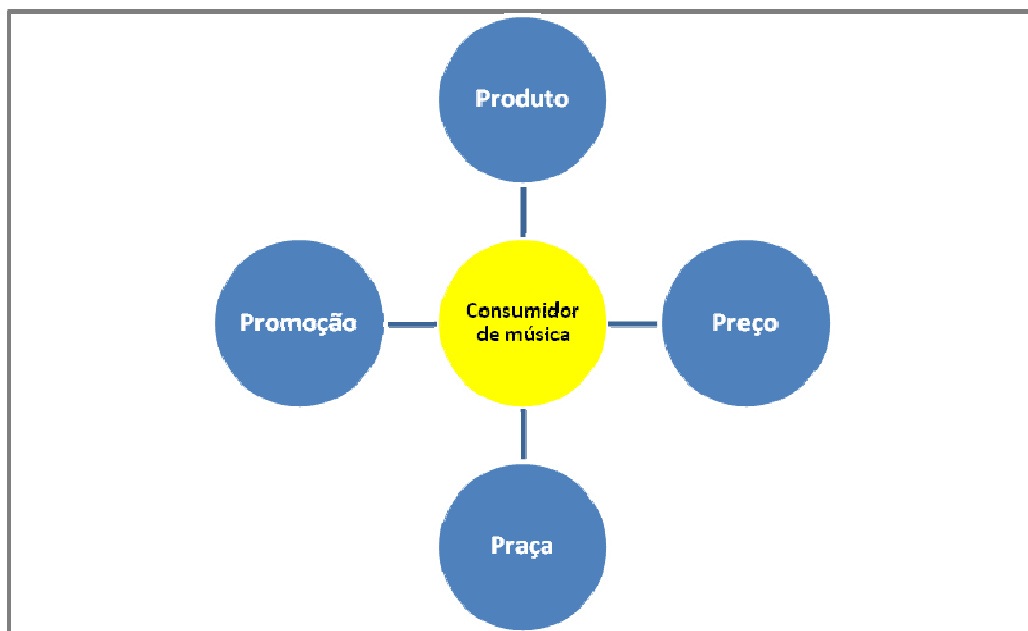 Produto
Promoção
Consumidor
de música
Preço
Praça